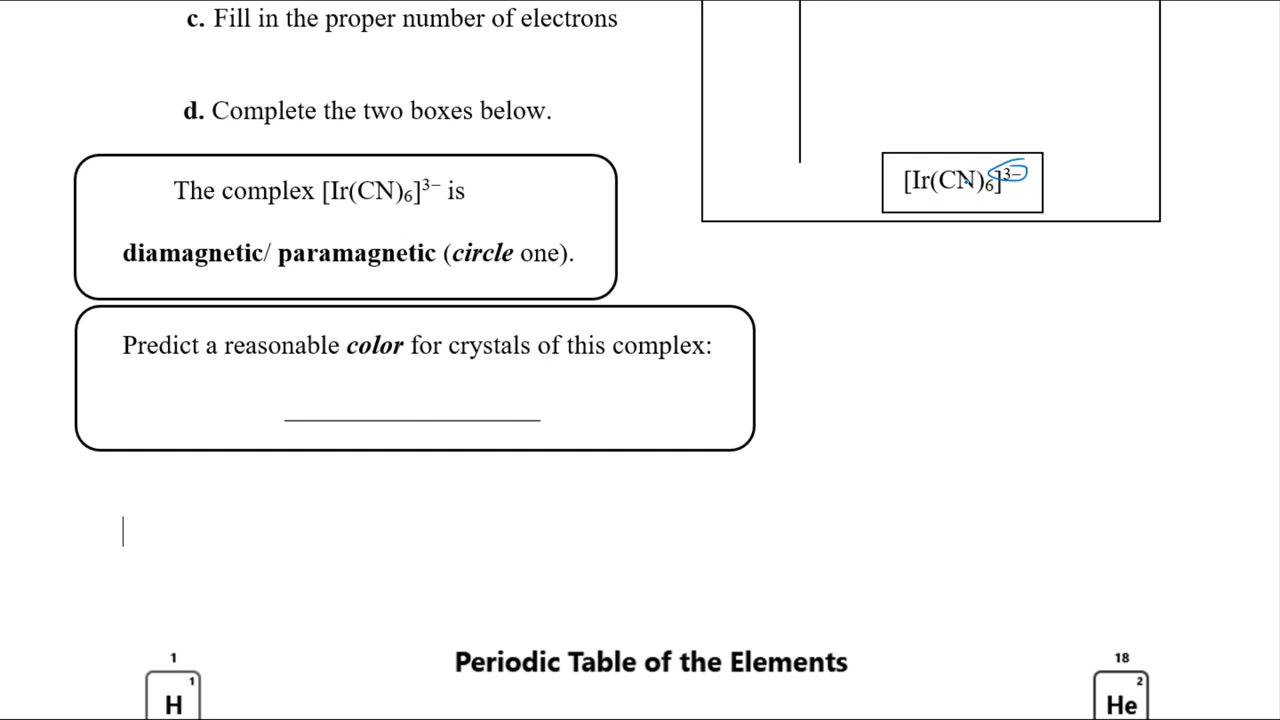 c. Fill in the proper number of electrons
d. Complete the two boxes below.
The complex [Ir(CN)₆]³⁻ is
diamagnetic/ paramagnetic (circle one).
[Ir(CN)₆]³⁻
Predict a reasonable color for crystals of this complex:
Periodic Table of the Elements
1
18
1
H
2
He